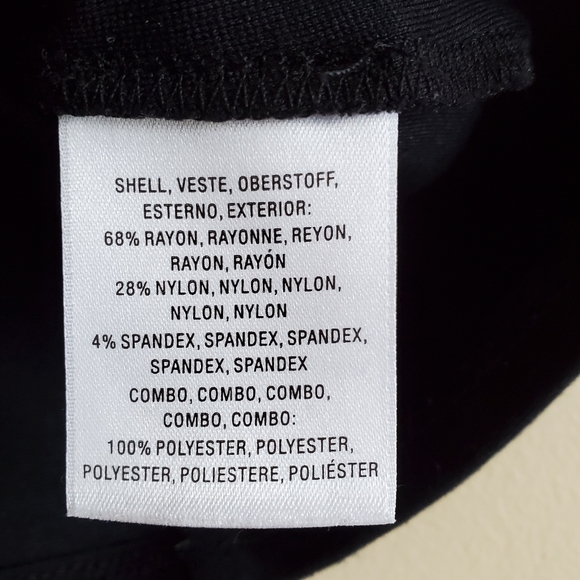 SHELL, VESTE, OBERSTOFF,
ESTERNO, EXTERIOR:
68% RAYON, RAYONNE, REYON,
RAYON, RAYÓN
28% NYLON, NYLON, NYLON,
NYLON, NYLON
4% SPANDEX, SPANDEX, SPANDEX,
SPANDEX, SPANDEX
COMBO, COMBO, COMBO,
COMBO, COMBO:
100% POLYESTER, POLYESTER,
POLYESTER, POLIESTERE, POLIÉSTER